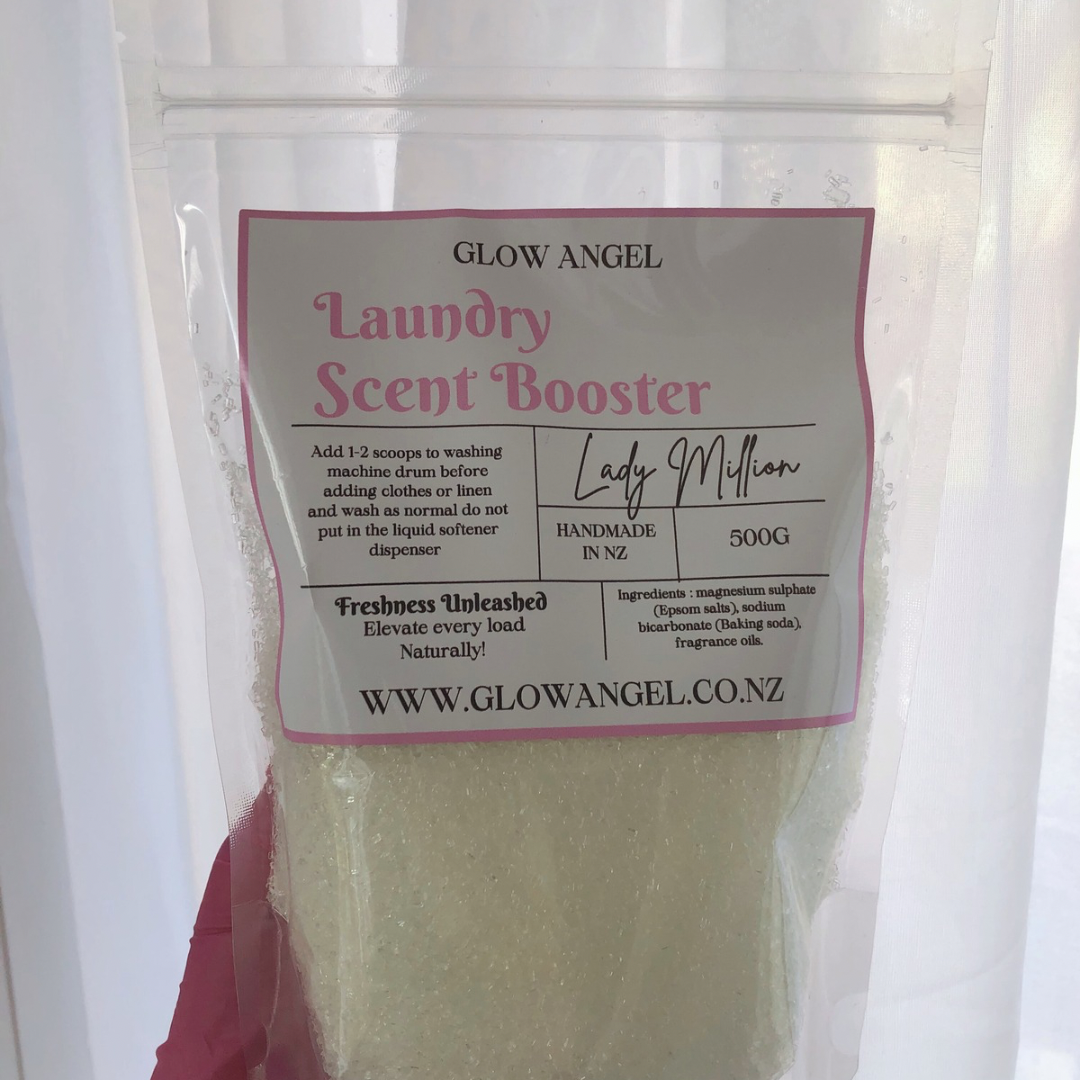 GLOW ANGEL
Laundry
Scent Booster
Add 1-2 scoops to washing
machine drum before
adding clothes or linen
and wash as normal do not
put in the liquid softener
dispenser
Lady Million
HANDMADE
IN NZ
500G
Freshness Unleashed
Elevate every load
Naturally!
Ingredients : magnesium sulphate
(Epsom salts), sodium
bicarbonate (Baking soda),
fragrance oils.
WWW.GLOWANGEL.CO.NZ